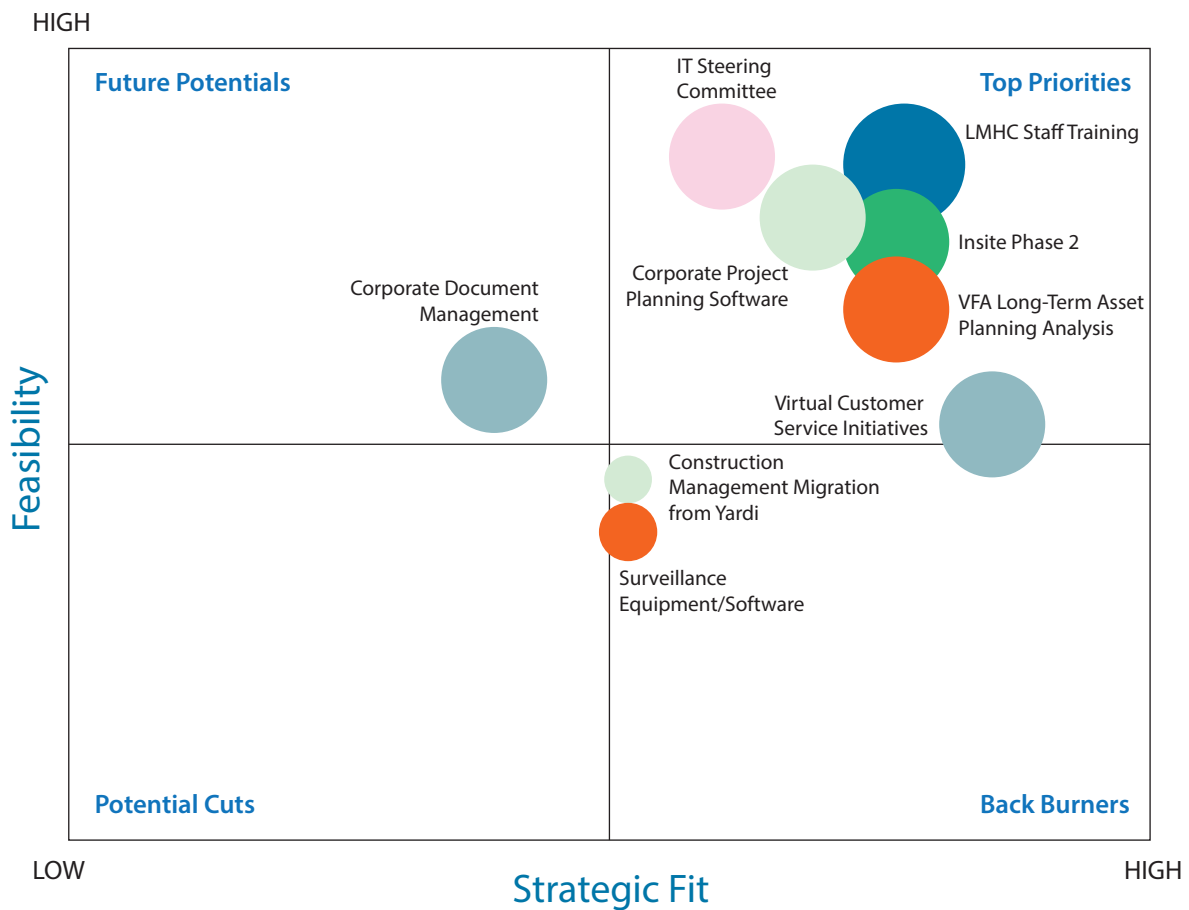 HIGH
Future Potentials
Top Priorities
IT Steering
Committee
LMHC Staff Training
Insite Phase 2
Corporate Project
Planning Software
VFA Long-Term Asset
Planning Analysis
Corporate Document
Management
Virtual Customer
Service Initiatives
Feasibility
Construction
Management Migration
from Yardi
Surveillance
Equipment/Software
Potential Cuts
Back Burners
LOW
Strategic Fit
HIGH